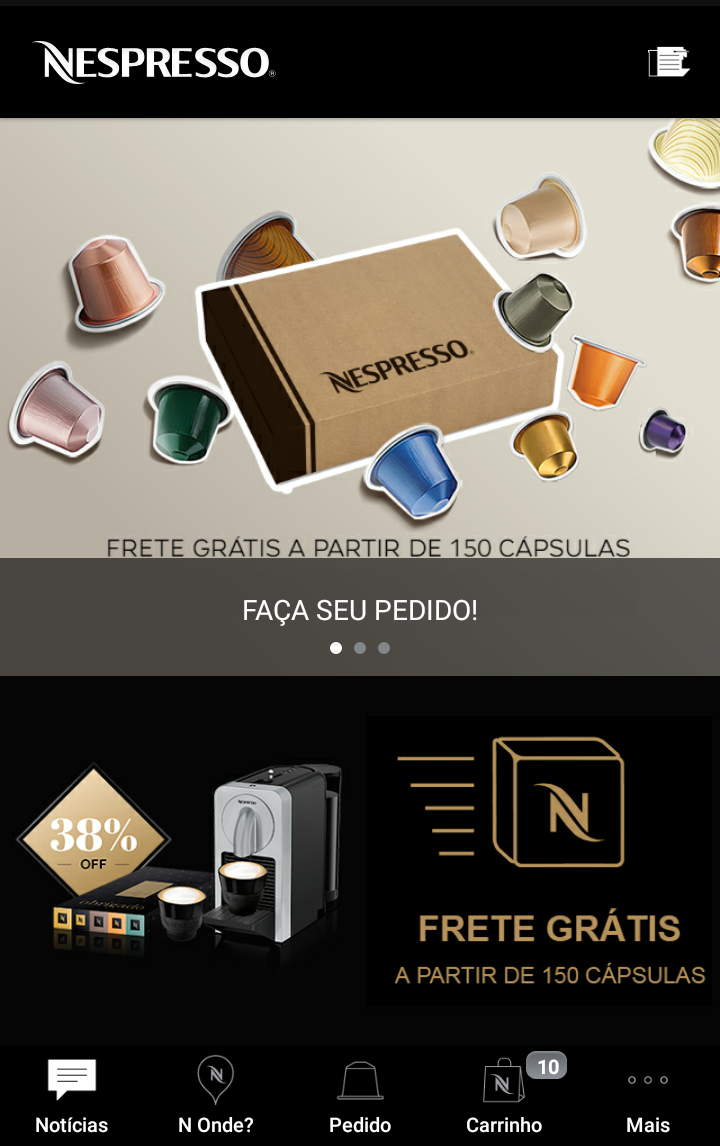 NESPRESSO®
NESPRESSO
FRETE GRÁTIS A PARTIR DE 150 CÁPSULAS
FAÇA SEU PEDIDO!
38%
OFF
NESPRESSO
obrigado
N
N
N
N
N
N
FRETE GRÁTIS
A PARTIR DE 150 CÁPSULAS
N
N
10
Notícias
N Onde?
Pedido
Carrinho
Mais